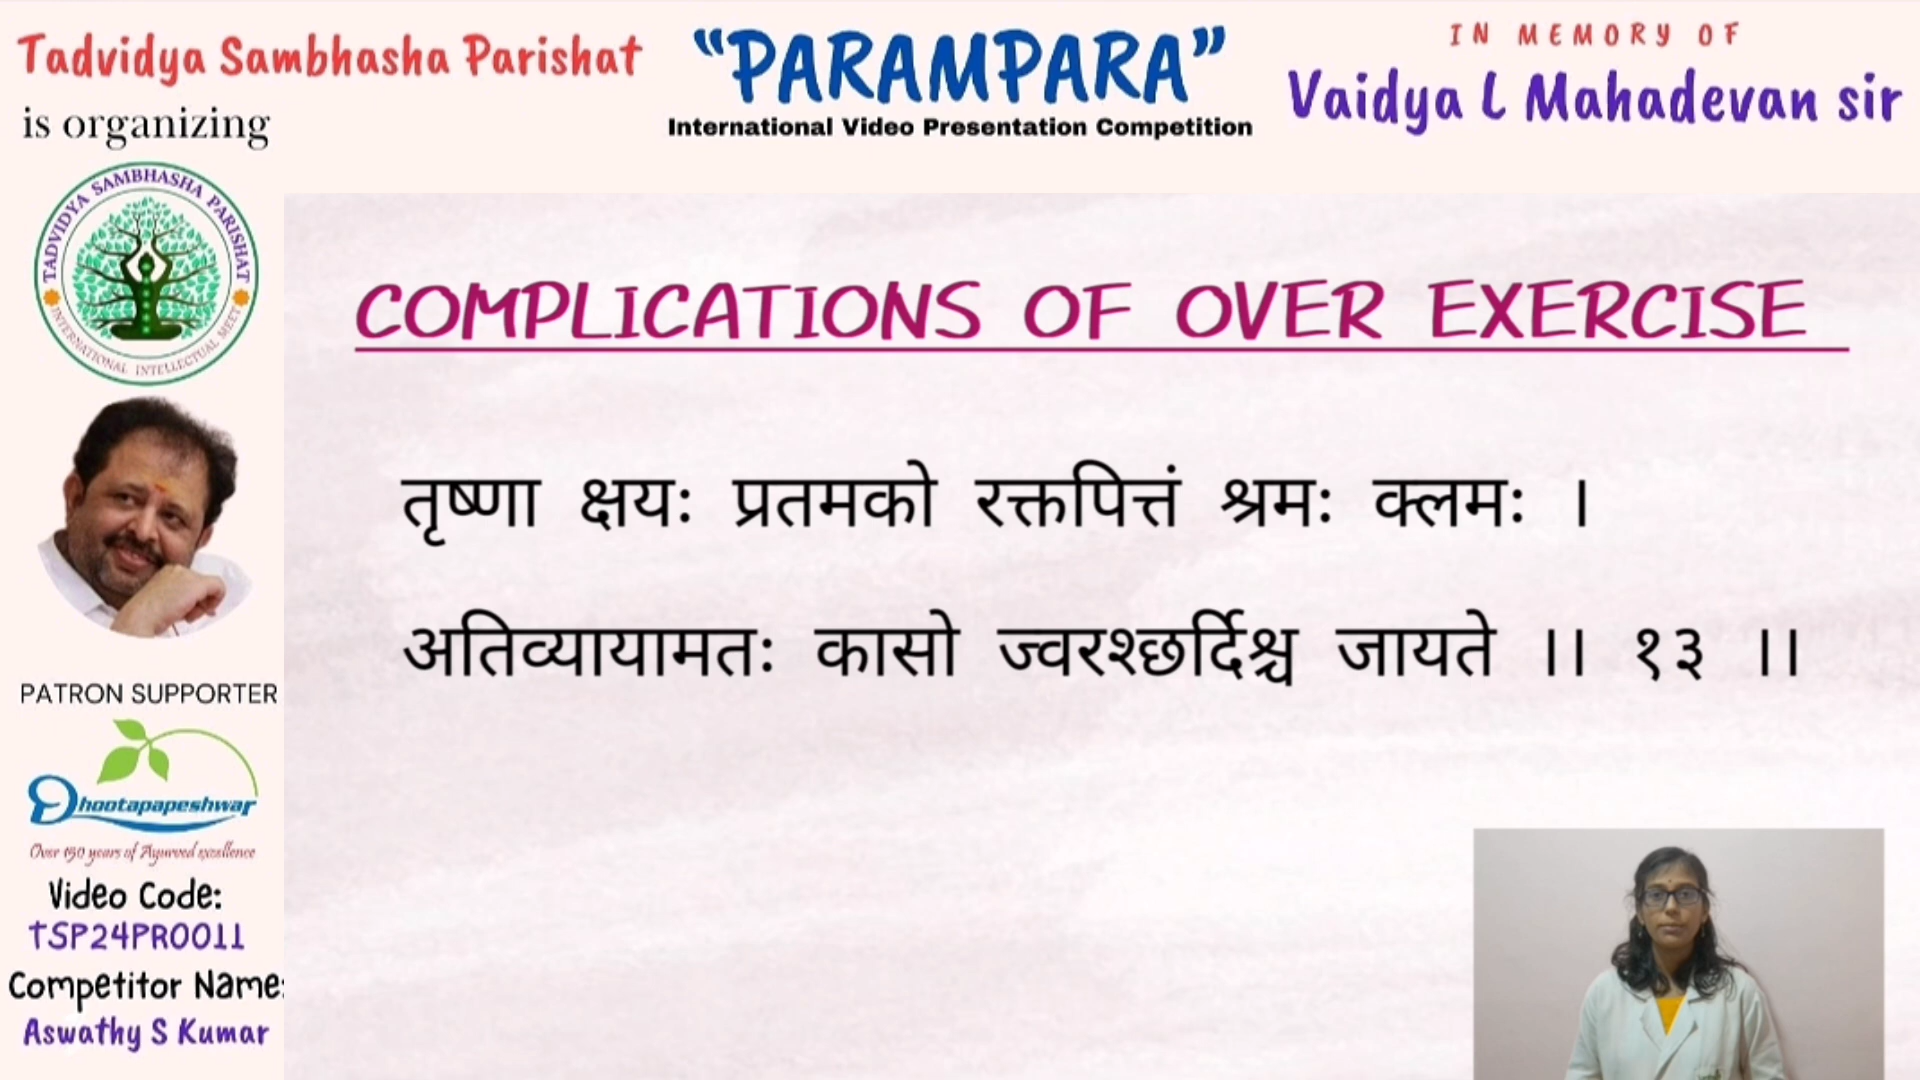 Tadvidya Sambhasha Parishat
is organizing
"PARAMPARA"
International Video Presentation Competition
IN MEMORY OF
Vaidya L Mahadevan sir
TADVIDYA SAMBHASHA PARISHAT
INTERNATIONAL INTELLECTUAL MEET
COMPLICATIONS OF OVER EXERCISE
तृष्णा क्षयः प्रतमको रक्तपित्तं श्रमः क्लमः ।
अतिव्यायामतः कासो ज्वरश्छर्दिश्च जायते ।। १३ ।।
PATRON SUPPORTER
Dhootapapeshwar
Over 150 years of Ayurved excellence
Video Code:
TSP24PR0011
Competitor Name:
Aswathy S Kumar